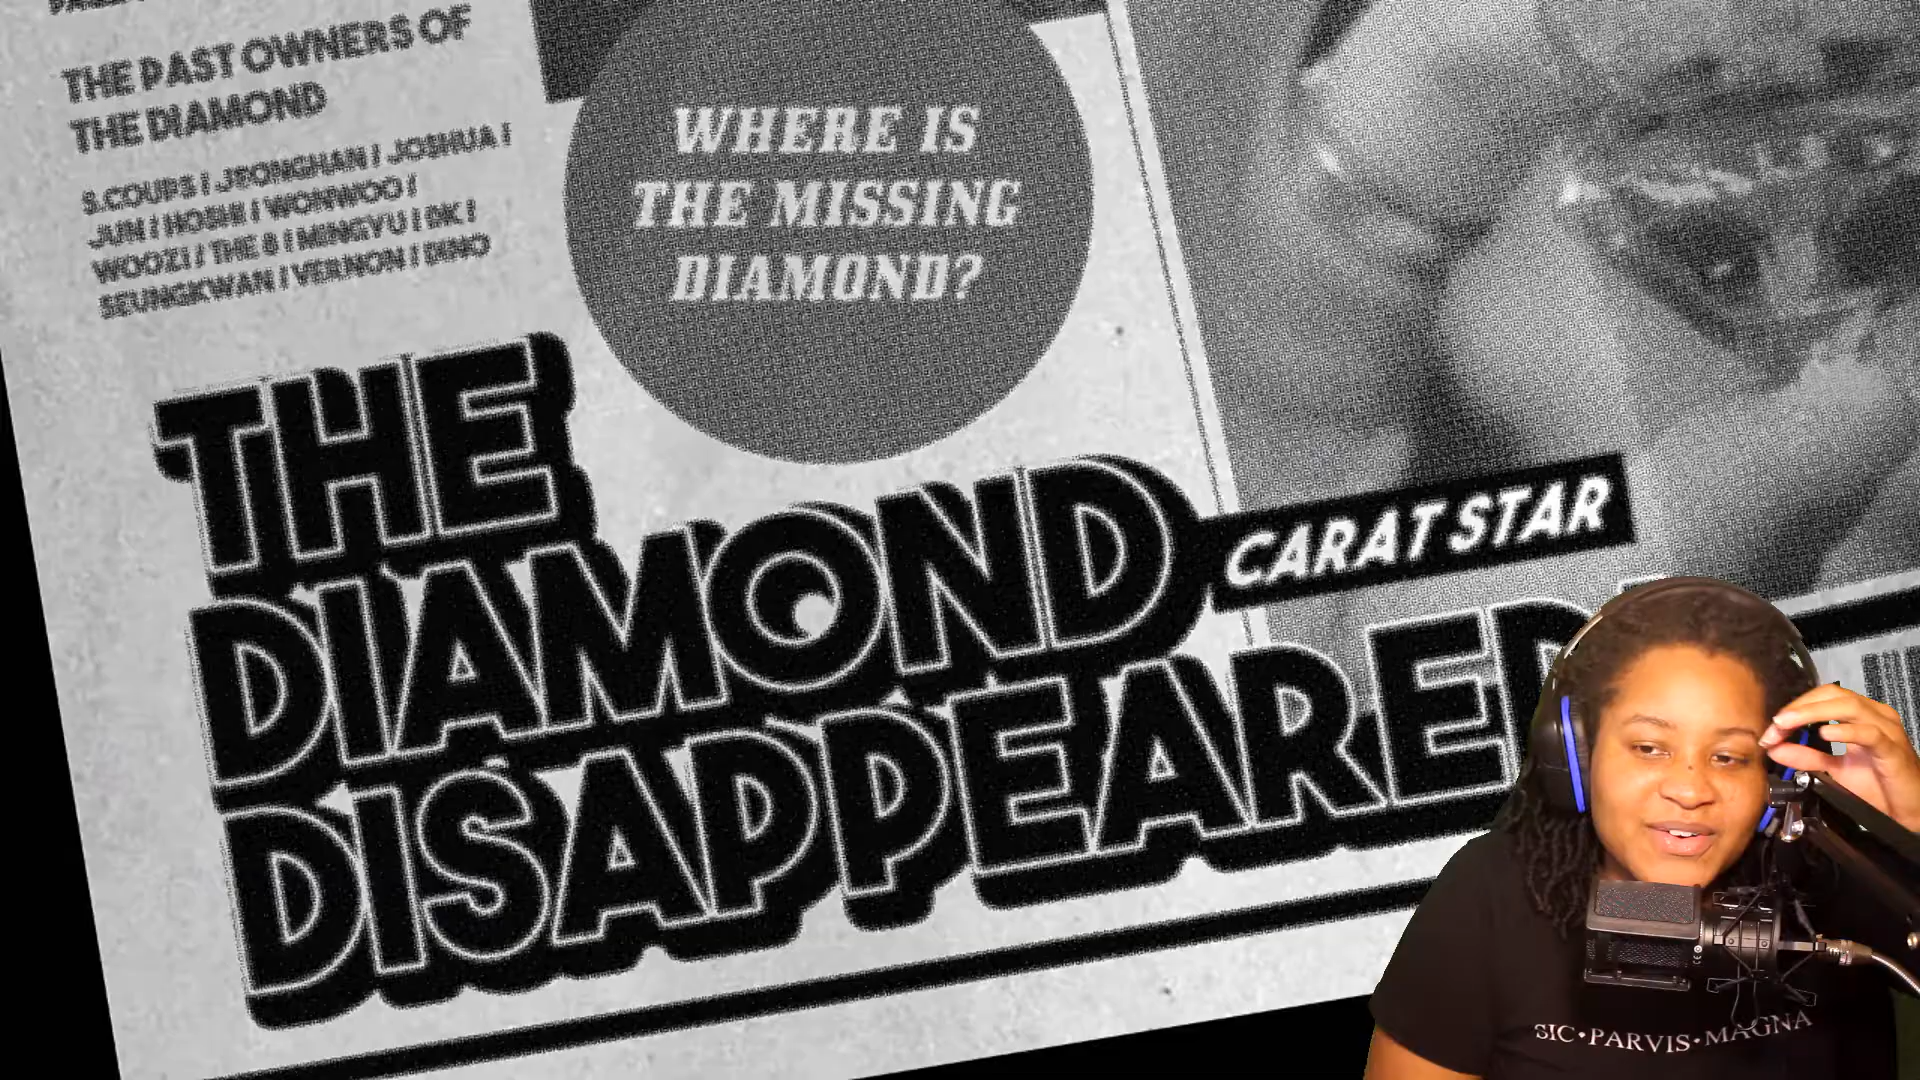 THE PAST OWNERS OF
THE DIAMOND
S.COUPS / JEONGHAN / JOSHUA /
JUN / HOSHI / WONWOO /
WOOZI / THE 8 / MINGYU / DK /
SEUNGKWAN / VERNON / DINO
WHERE IS
THE MISSING
DIAMOND?
THE
DIAMOND
CARAT STAR
DISAPPEARED
SIC•PARVIS•MAGNA